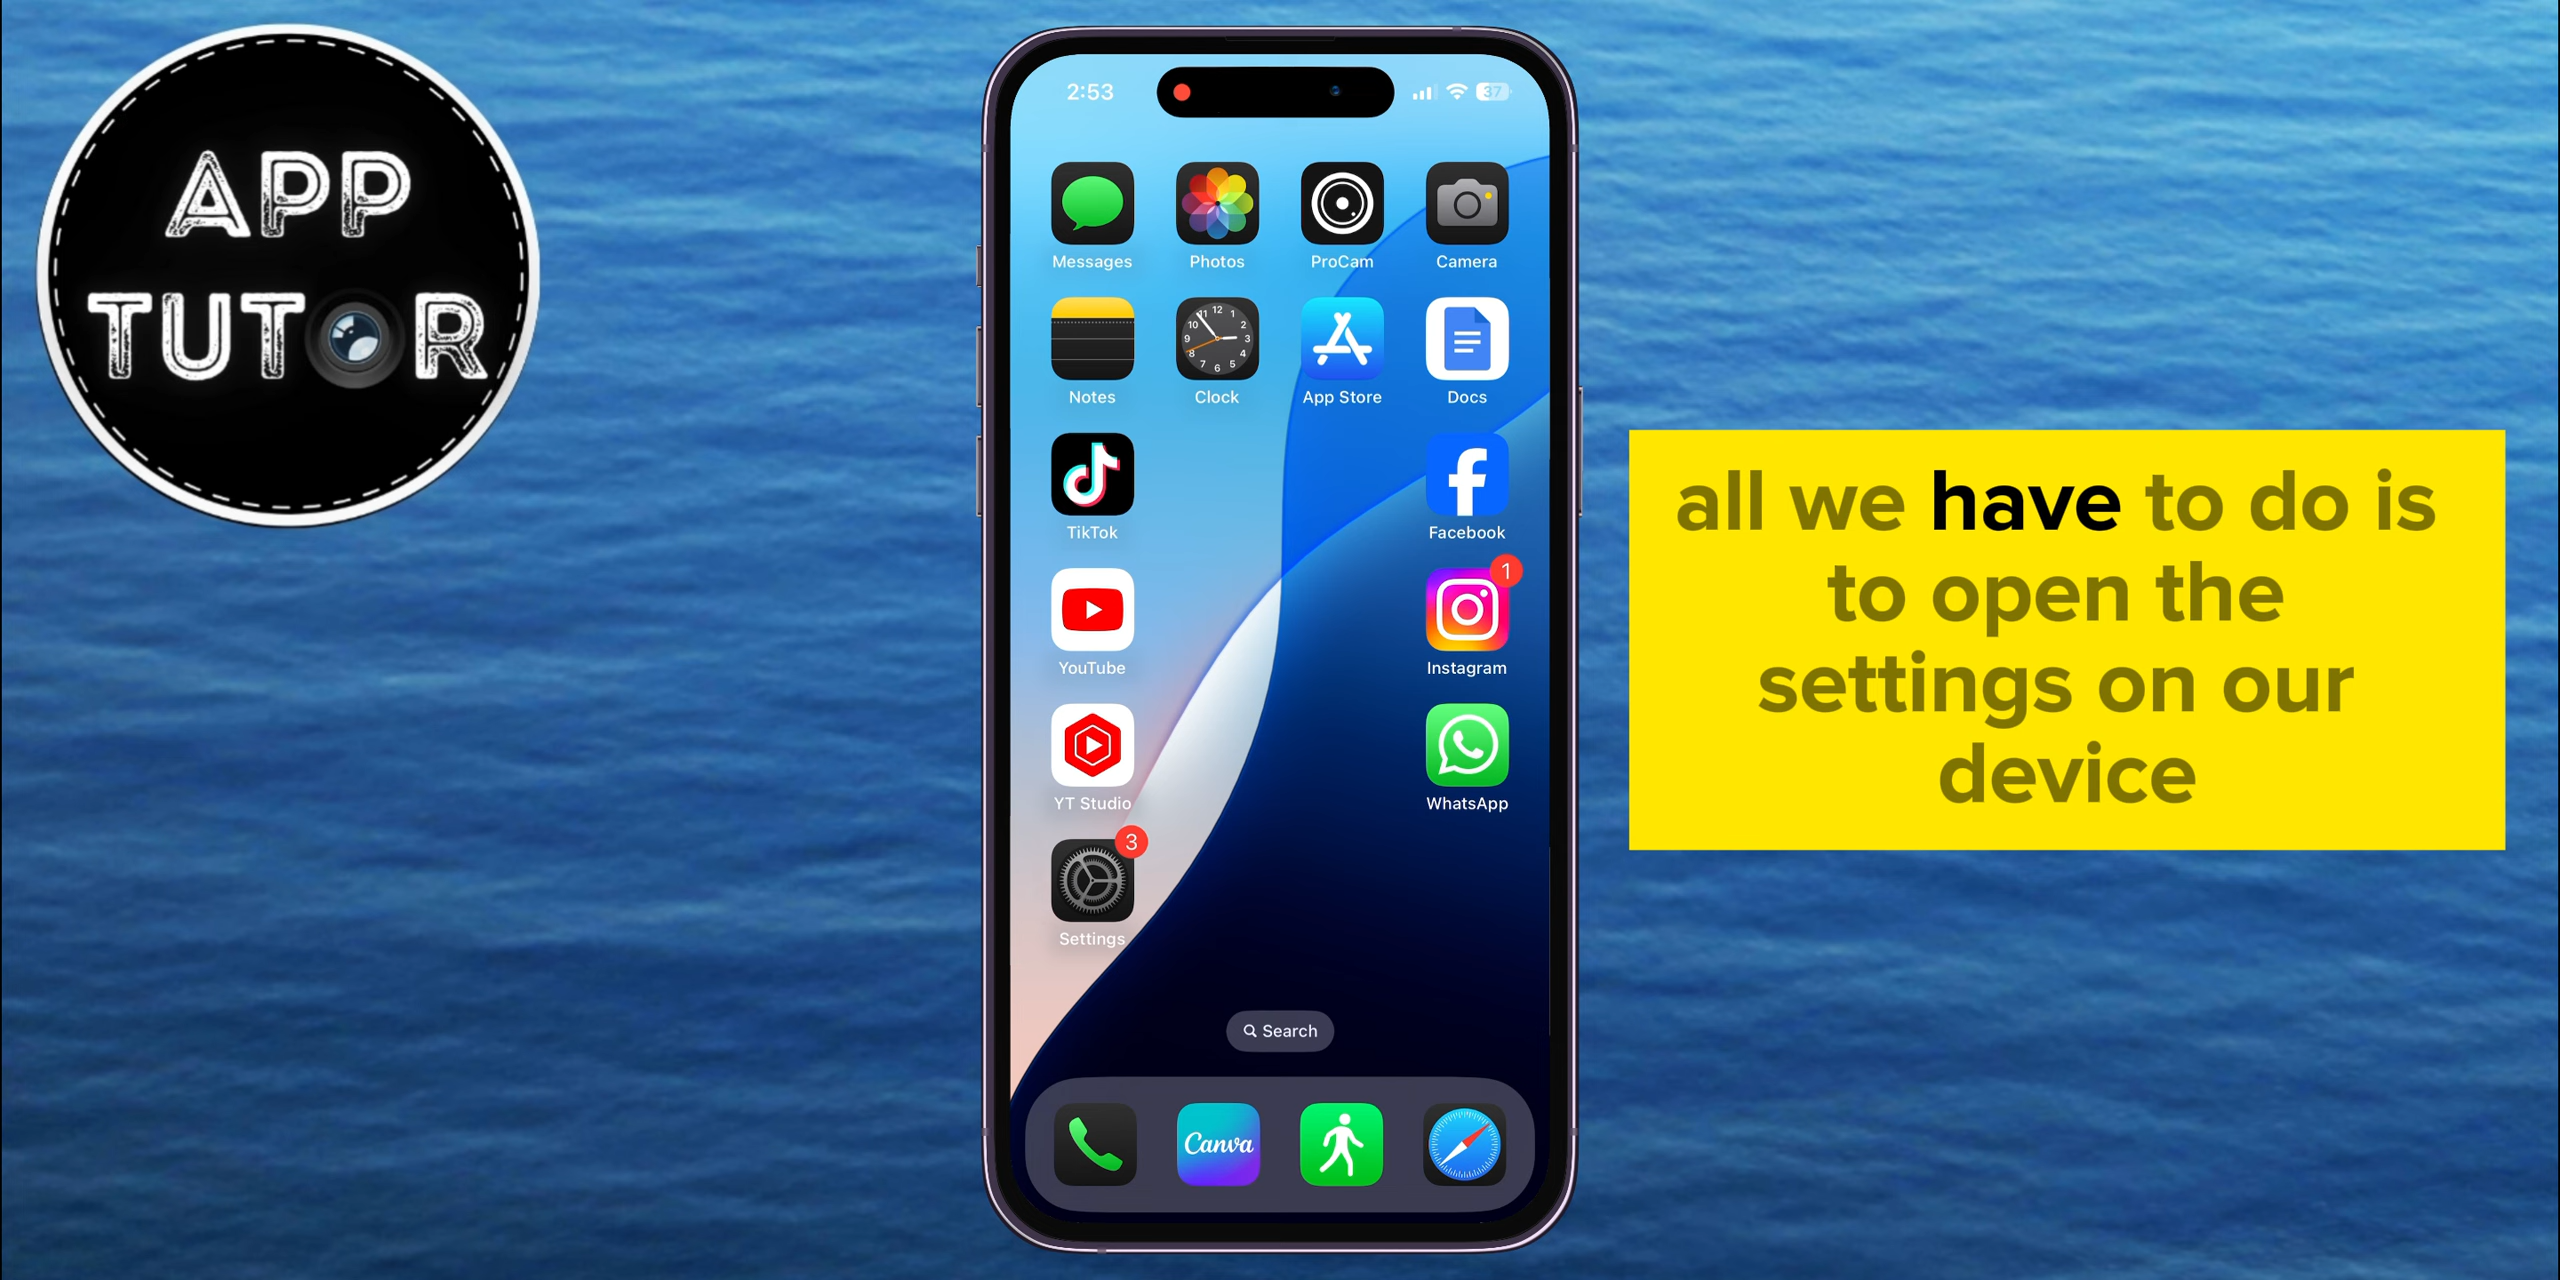 APP
TUTOR
2:53
37
Messages
Photos
ProCam
Camera
Notes
Clock
App Store
Docs
TikTok
Facebook
YouTube
1
Instagram
YT Studio
WhatsApp
3
Settings
Search
Canva
all we have to do is
to open the
settings on our
device